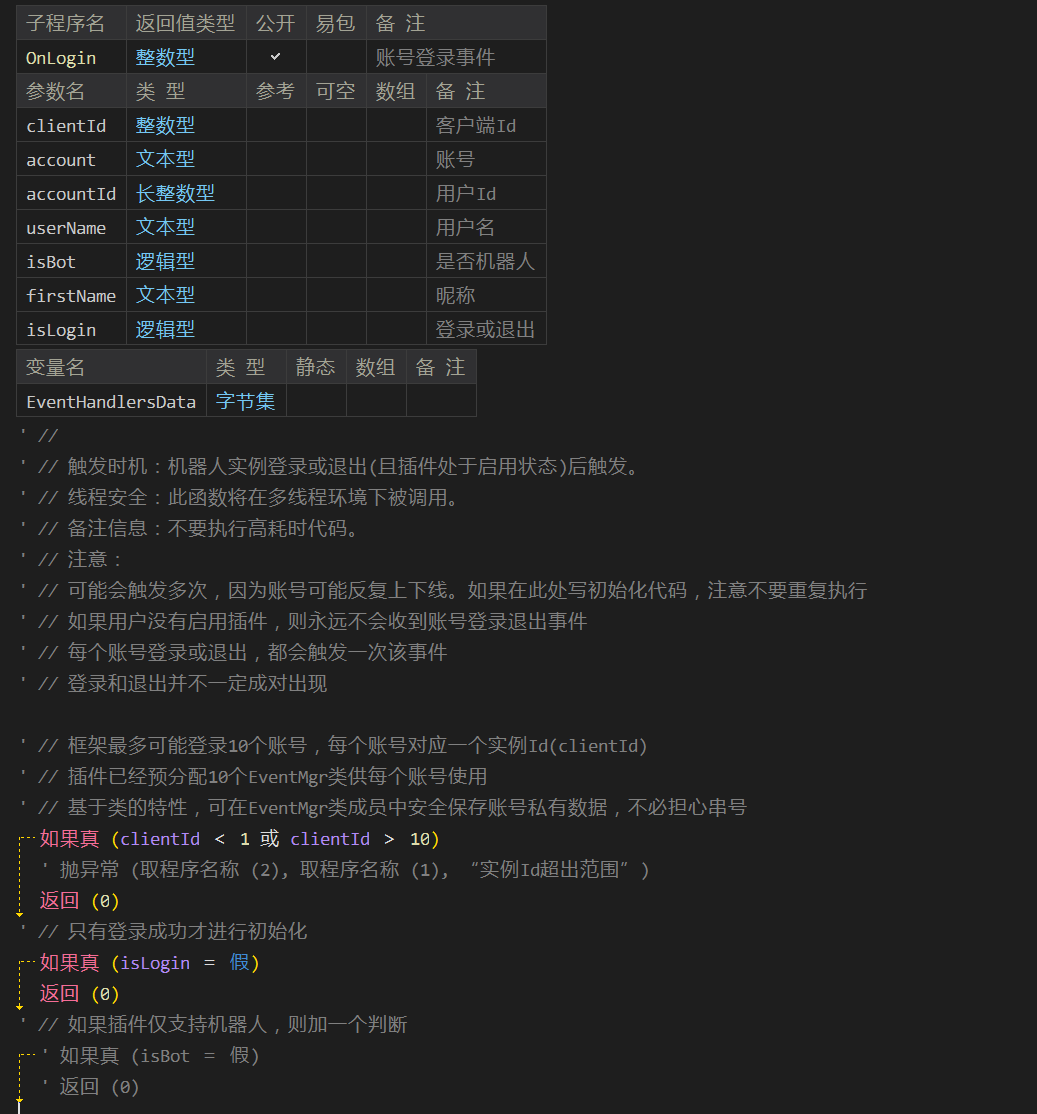 子程序名 返回值类型 公开 易包 备 注
OnLogin 整数型 ✓ 账号登录事件
参数名 类 型 参考 可空 数组 备 注
clientId 整数型 客户端Id
account 文本型 账号
accountId 长整数型 用户Id
userName 文本型 用户名
isBot 逻辑型 是否机器人
firstName 文本型 昵称
isLogin 逻辑型 登录或退出
变量名 类 型 静态 数组 备 注
EventHandlersData 字节集
' //
' // 触发时机：机器人实例登录或退出(且插件处于启用状态)后触发。
' // 线程安全：此函数将在多线程环境下被调用。
' // 备注信息：不要执行高耗时代码。
' // 注意：
' // 可能会触发多次，因为账号可能反复上下线。如果在此处写初始化代码，注意不要重复执行
' // 如果用户没有启用插件，则永远不会收到账号登录退出事件
' // 每个账号登录或退出，都会触发一次该事件
' // 登录和退出并不一定成对出现
' // 框架最多可能登录10个账号，每个账号对应一个实例Id(clientId)
' // 插件已经预分配10个EventMgr类供每个账号使用
' // 基于类的特性，可在EventMgr类成员中安全保存账号私有数据，不必担心串号
如果真 (clientId < 1 或 clientId > 10)
' 抛异常 (取程序名称 (2), 取程序名称 (1), “实例Id超出范围”)
返回 (0)
' // 只有登录成功才进行初始化
如果真 (isLogin = 假)
返回 (0)
' // 如果插件仅支持机器人，则加一个判断
' 如果真 (isBot = 假)
' 返回 (0)